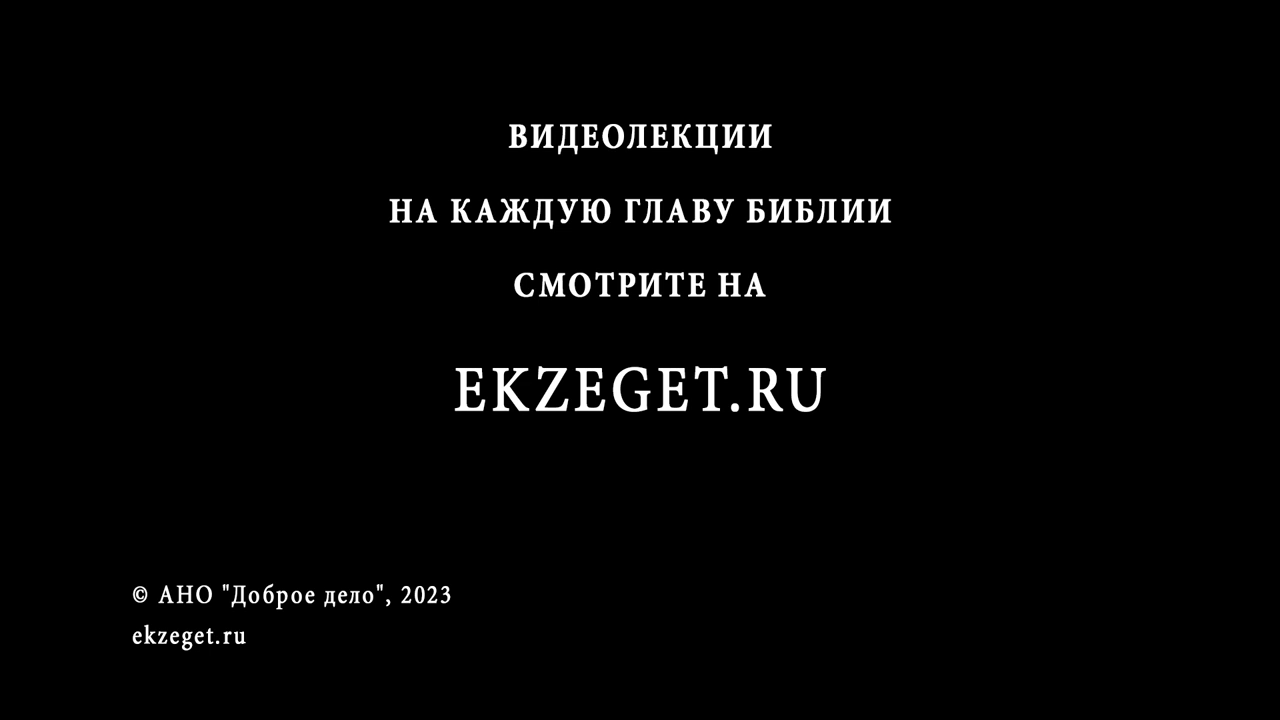 ВИДЕОЛЕКЦИИ
НА КАЖДУЮ ГЛАВУ БИБЛИИ
СМОТРИТЕ НА
EKZEGET.RU
© АНО "Доброе дело", 2023
ekzeget.ru